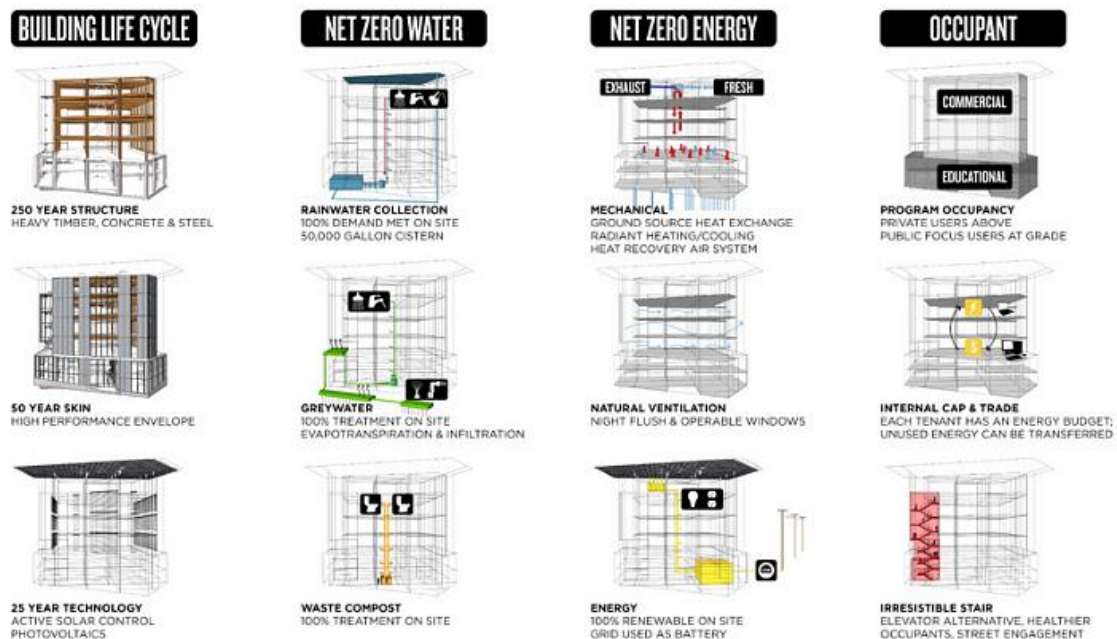 BUILDING LIFE CYCLE
250 YEAR STRUCTURE
HEAVY TIMBER, CONCRETE & STEEL
50 YEAR SKIN
HIGH PERFORMANCE ENVELOPE
25 YEAR TECHNOLOGY
ACTIVE SOLAR CONTROL
PHOTOVOLTAICS
NET ZERO WATER
RAINWATER COLLECTION
100% DEMAND MET ON SITE
50,000 GALLON CISTERN
GREYWATER
100% TREATMENT ON SITE
EVAPOTRANSPIRATION & INFILTRATION
WASTE COMPOST
100% TREATMENT ON SITE
NET ZERO ENERGY
EXHAUST
FRESH
MECHANICAL
GROUND SOURCE HEAT EXCHANGE
RADIANT HEATING/COOLING
HEAT RECOVERY AIR SYSTEM
NATURAL VENTILATION
NIGHT FLUSH & OPERABLE WINDOWS
ENERGY
100% RENEWABLE ON SITE
GRID USED AS BATTERY
OCCUPANT
COMMERCIAL
EDUCATIONAL
PROGRAM OCCUPANCY
PRIVATE USERS ABOVE
PUBLIC FOCUS USERS AT GRADE
$
INTERNAL CAP & TRADE
EACH TENANT HAS AN ENERGY BUDGET;
UNUSED ENERGY CAN BE TRANSFERRED
IRRESISTIBLE STAIR
ELEVATOR ALTERNATIVE, HEALTHIER
OCCUPANTS, STREET ENGAGEMENT